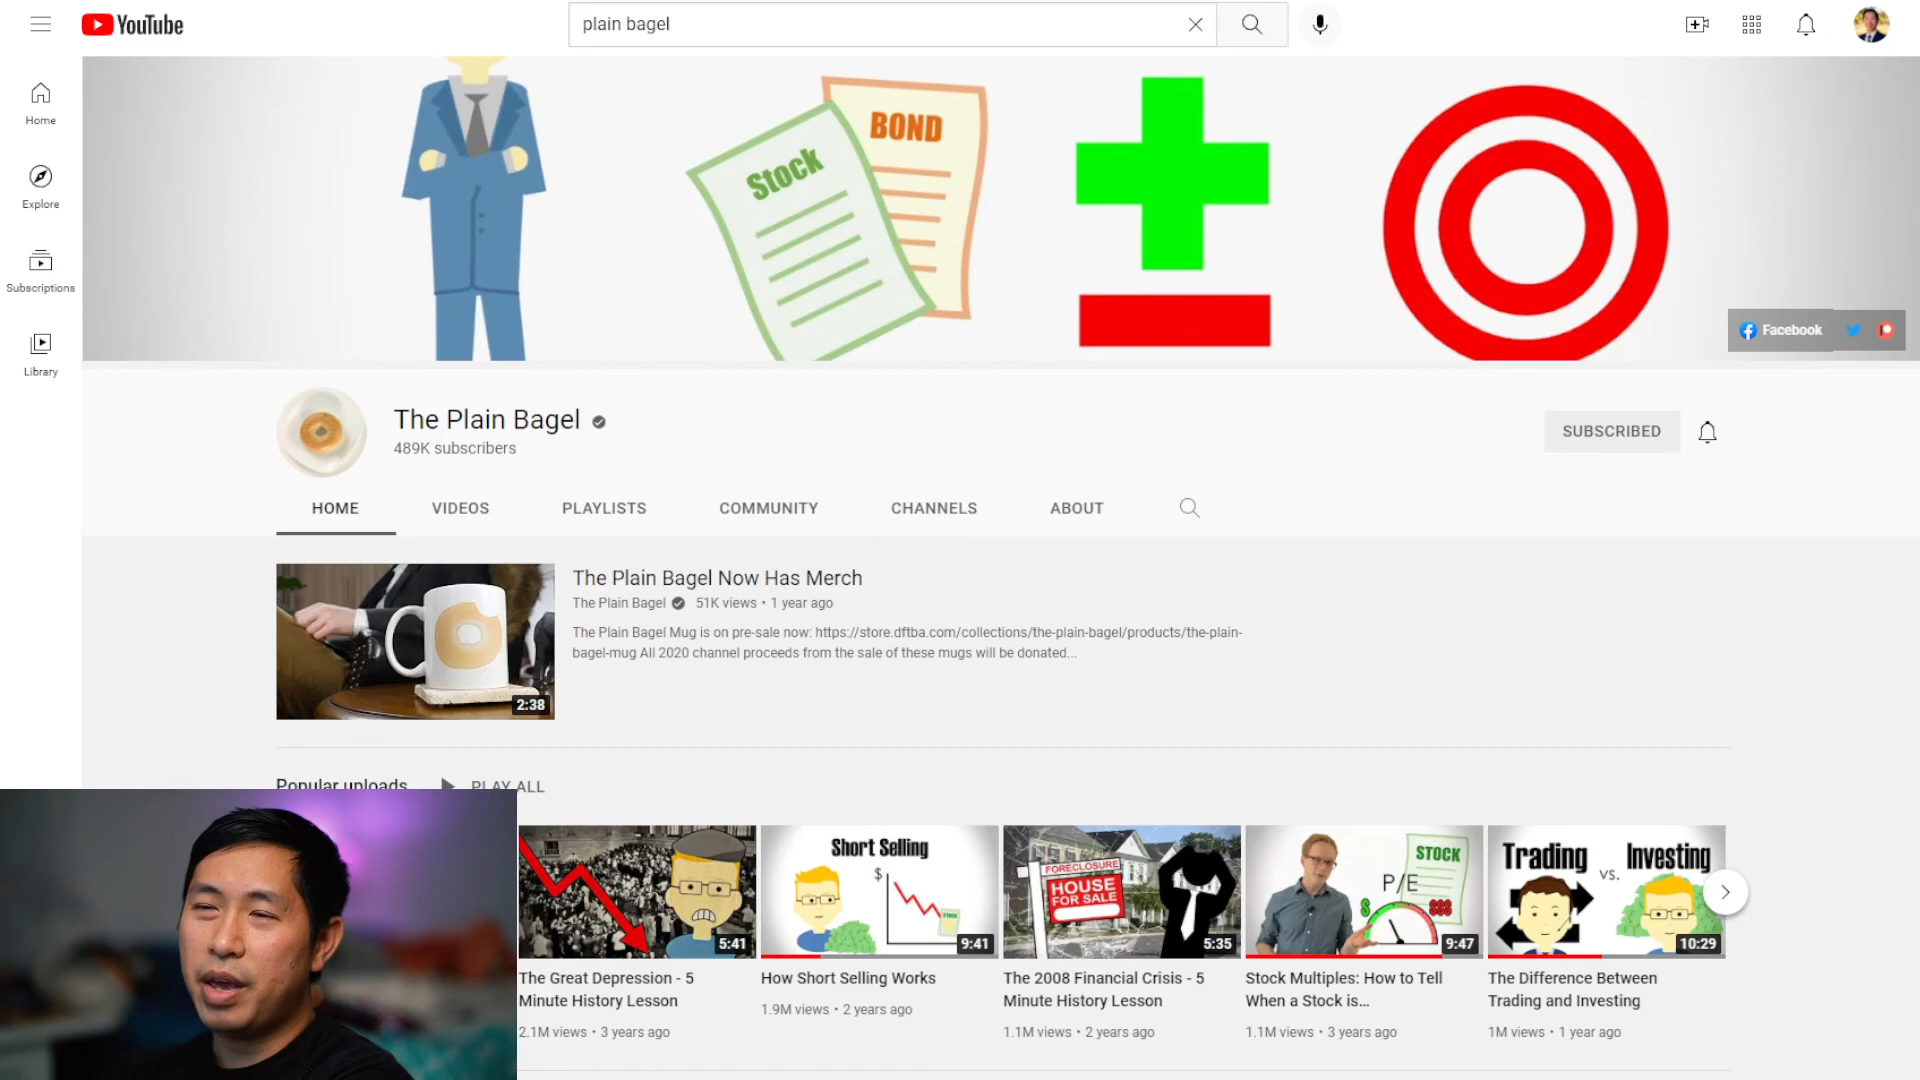 YouTube
plain bagel
Home
Explore
Subscriptions
Library
Stock
BOND
Facebook
The Plain Bagel
489K subscribers
SUBSCRIBED
HOME VIDEOS PLAYLISTS COMMUNITY CHANNELS ABOUT
2:38
The Plain Bagel Now Has Merch
The Plain Bagel 51K views • 1 year ago
The Plain Bagel Mug is on pre-sale now: https://store.dftba.com/collections/the-plain-bagel/products/the-plain-
bagel-mug All 2020 channel proceeds from the sale of these mugs will be donated...
Popular uploads PLAY ALL
5:41
The Great Depression - 5
Minute History Lesson
2.1M views • 3 years ago
Short Selling
$
STOCK
9:41
How Short Selling Works
1.9M views • 2 years ago
FORECLOSURE
HOUSE
FOR SALE
5:35
The 2008 Financial Crisis - 5
Minute History Lesson
1.1M views • 2 years ago
STOCK
P/E
$ $$$
9:47
Stock Multiples: How to Tell
When a Stock is...
1.1M views • 3 years ago
Trading vs. Investing
10:29
The Difference Between
Trading and Investing
1M views • 1 year ago